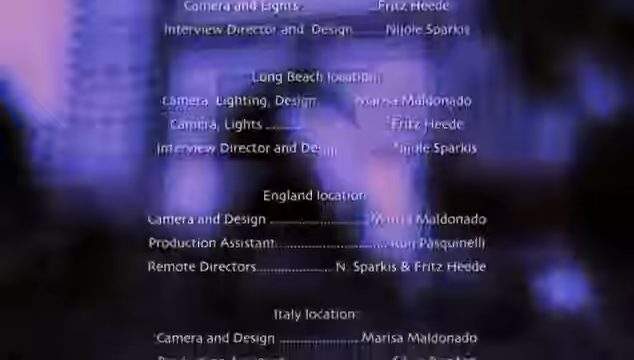 Camera and Lights ............ Fritz Heede
Interview Director and Design ........ Nijole Sparkis
Long Beach location:
Camera, Lighting, Design Marisa Maldonado
Camera, Lights .......... Fritz Heede
Interview Director and De Nijole Sparkis
England location:
Camera and Design .......................... Marisa Maldonado
Production Assistant ........................... Pasquinelli
Remote Directors .................. N. Sparkis & Fritz Heede
Italy location:
Camera and Design ..................... Marisa Maldonado